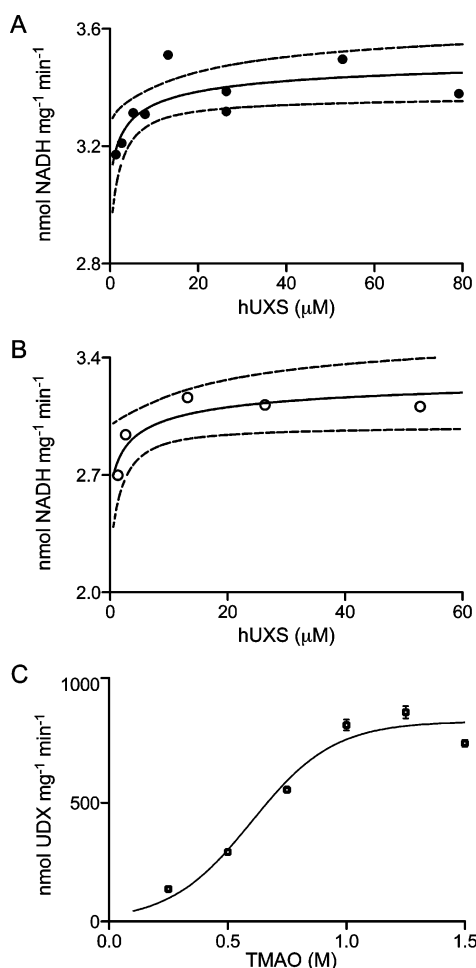 A
3.6
3.2
2.8
nmol NADH mg⁻¹ min⁻¹
0 20 40 60 80
hUXS (μM)
B
3.4
2.7
2.0
nmol NADH mg⁻¹ min⁻¹
0 20 40 60
hUXS (μM)
C
1000
500
0
nmol UDX mg⁻¹ min⁻¹
0.0 0.5 1.0 1.5
TMAO (M)